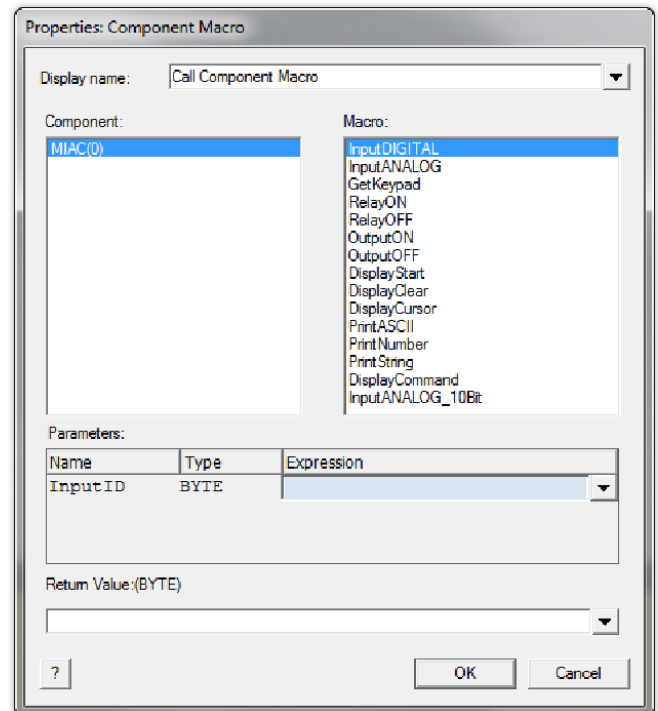 Properties: Component Macro
Display name: Call Component Macro
Component: Macro:
MIAC(0) InputDIGITAL
InputANALOG
GetKeypad
RelayON
RelayOFF
OutputON
OutputOFF
DisplayStart
DisplayClear
DisplayCursor
PrintASCII
PrintNumber
PrintString
DisplayCommand
InputANALOG_10Bit
Parameters:
Name Type Expression
InputID BYTE
Return Value:(BYTE)
? OK Cancel